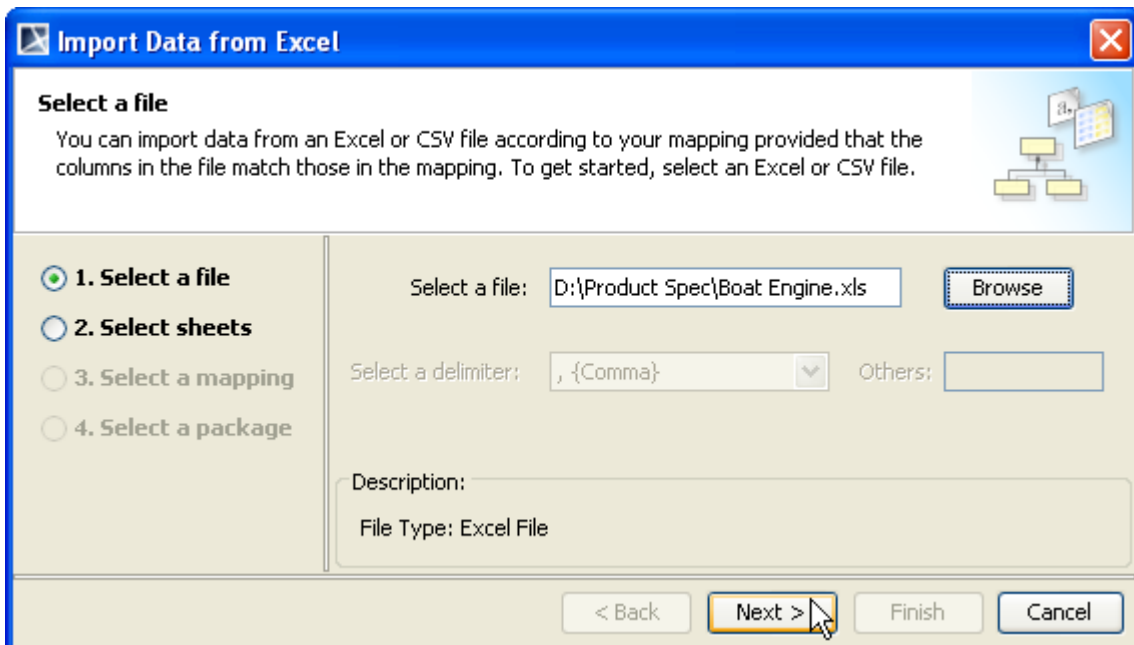 Import Data from Excel
Select a file
You can import data from an Excel or CSV file according to your mapping provided that the
columns in the file match those in the mapping. To get started, select an Excel or CSV file.
a,
1. Select a file
2. Select sheets
3. Select a mapping
4. Select a package
Select a file: D:\Product Spec\Boat Engine.xls Browse
Select a delimiter: , {Comma} Others:
Description:
File Type: Excel File
< Back Next > Finish Cancel